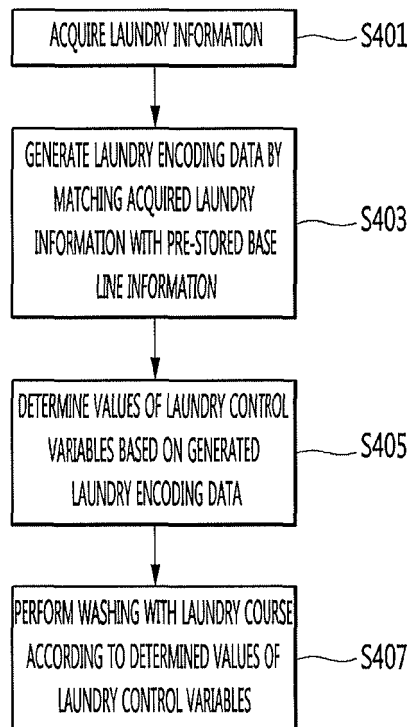 ACQUIRE LAUNDRY INFORMATION
S401
GENERATE LAUNDRY ENCODING DATA BY
MATCHING ACQUIRED LAUNDRY
INFORMATION WITH PRE-STORED BASE
LINE INFORMATION
S403
DETERMINE VALUES OF LAUNDRY CONTROL
VARIABLES BASED ON GENERATED
LAUNDRY ENCODING DATA
S405
PERFORM WASHING WITH LAUNDRY COURSE
ACCORDING TO DETERMINED VALUES OF
LAUNDRY CONTROL VARIABLES
S407